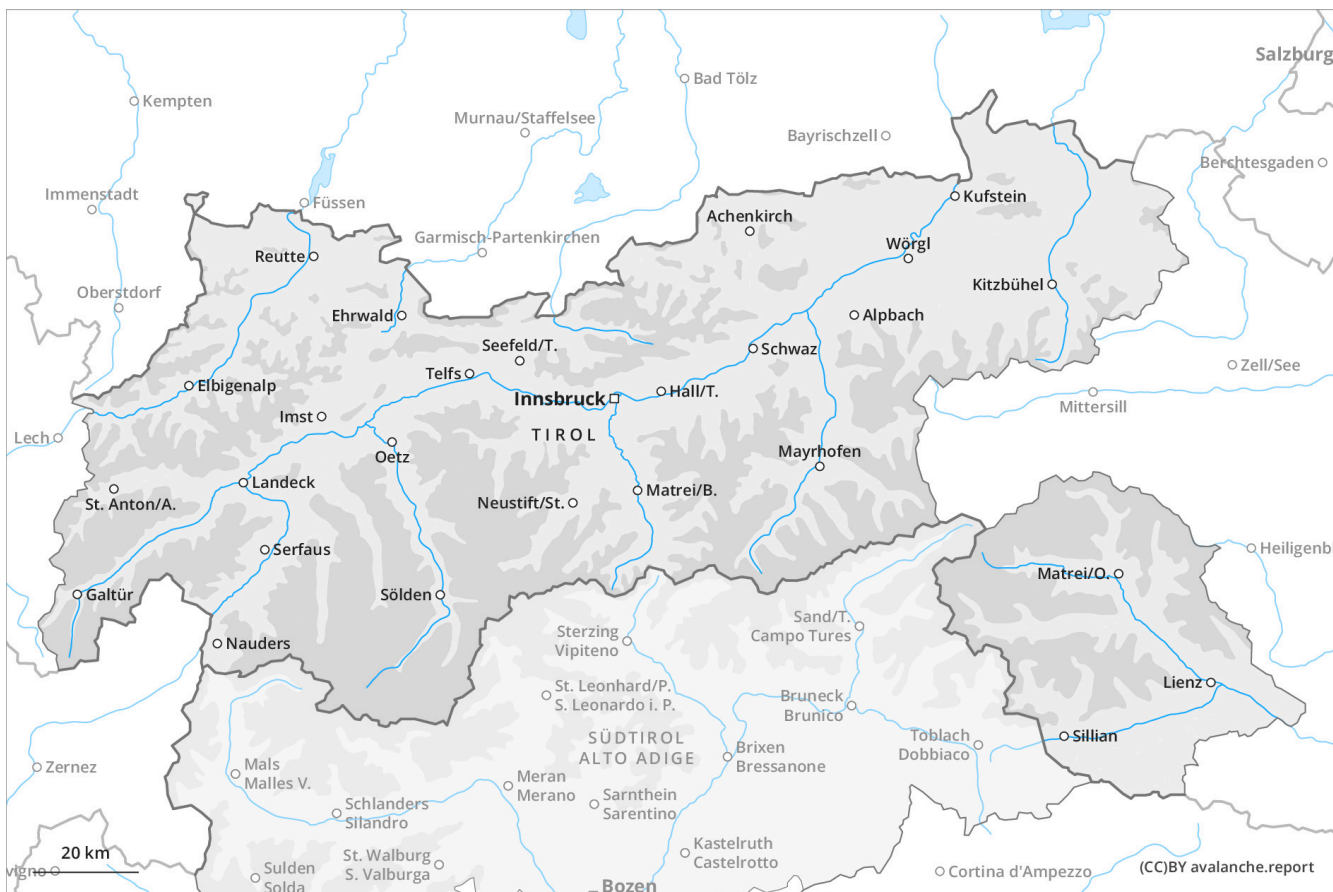 Salzburg
Bad Tölz
Kempten
Murnau/Staffelsee
Bayrischzell
Berchtesgaden
Immenstadt
Füssen
Kufstein
Achenkirch
Garmisch-Partenkirchen
Wörgl
Reutte
Kitzbühel
Oberstdorf
Ehrwald
Alpbach
Seefeld/T.
Schwaz
Zell/See
Telfs
Elbigenalp
Innsbruck
Hall/T.
Mittersill
Imst
TIROL
Lech
Oetz
Mayrhofen
Landeck
St. Anton/A.
Neustift/St.
Matrei/B.
Serfaus
Heiligenb
Matrei/O.
Galtür
Sölden
Sand/T.
Campo Tures
Sterzing
Vipiteno
Nauders
Lienz
St. Leonhard/P.
S. Leonardo i. P.
Bruneck
Brunico
Sillian
SÜDTIROL
ALTO ADIGE
Toblach
Dobbiaco
Brixen
Bressanone
Zernez
Mals
Malles V.
Meran
Merano
Sarnthein
Sarentino
Schlanders
Silandro
Kastelruth
Castelrotto
20 km
St. Walburg
S. Valburga
vigno
Sulden
Solda
Cortina d'Ampezzo
(CC)BY avalanche.report
Bozen